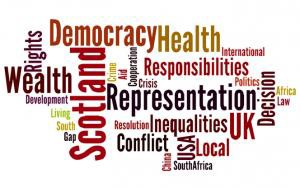 Rights
Democracy
Health
Crime
Aid
Cooperation
International
Wealth
Scotland
Crisis
Responsibilities
Politics
Decision
Africa
Law
Development
Living
South
Gap
Representation
Resolution
Inequalities
UK
Conflict
China
USA
Local
SouthAfrica